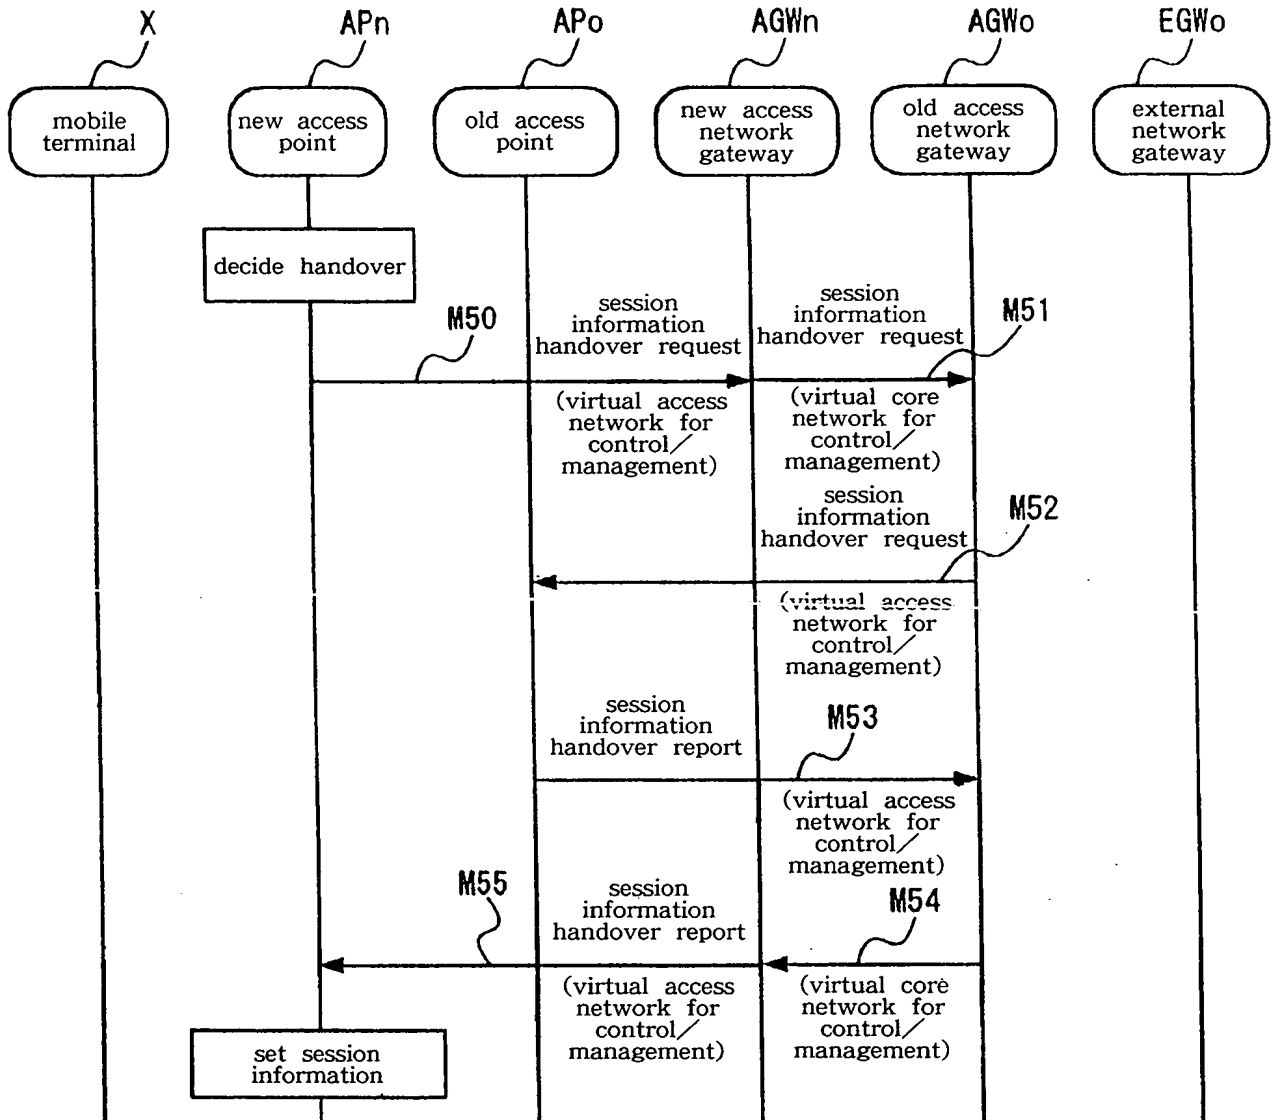 X
APn
APo
AGWn
AGWo
EGWo
mobile
terminal
new access
point
old access
point
new access
network
gateway
old access
network
gateway
external
network
gateway
decide handover
M50
session
information
handover request
session
information
handover request
M51
(virtual access
network for
control/
management)
(virtual core
network for
control/
management)
session
information
handover request
M52
(virtual access
network for
control/
management)
session
information
handover report
M53
(virtual access
network for
control/
management)
M55
session
information
handover report
M54
(virtual access
network for
control/
management)
(virtual core
network for
control/
management)
set session
information